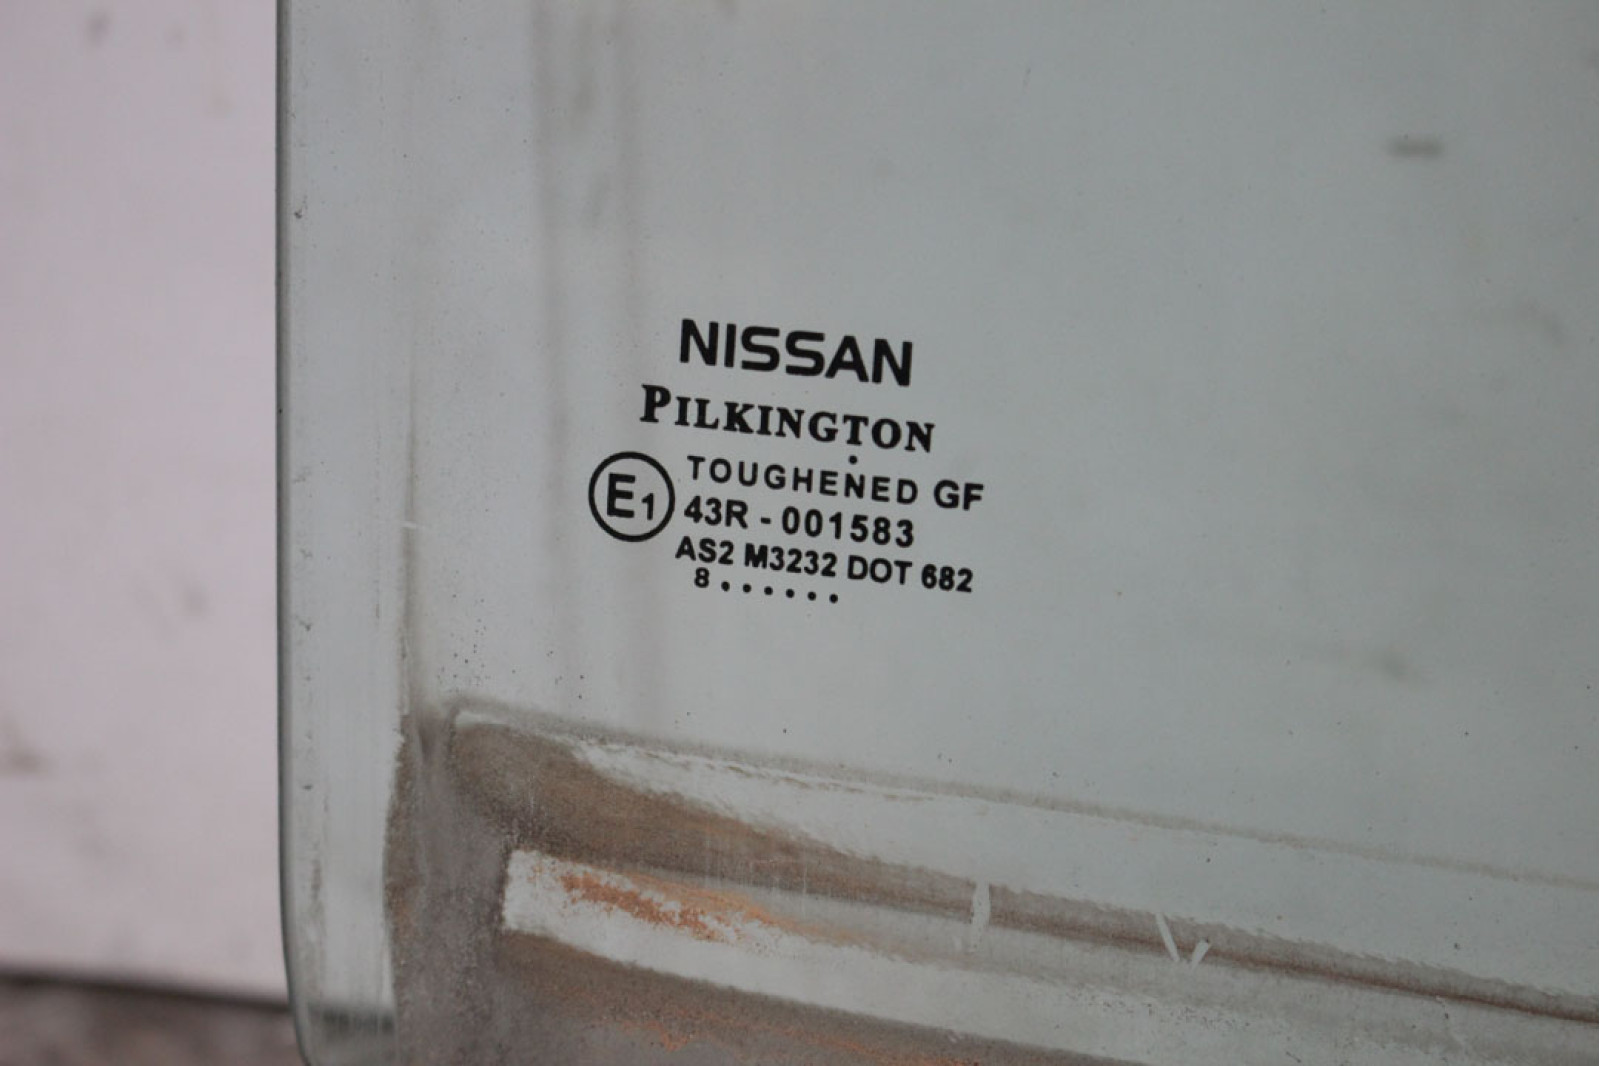 NISSAN
PILKINGTON
TOUGHENED GF
E1 43R - 001583
AS2 M3232 DOT 682
8 . . . . . .